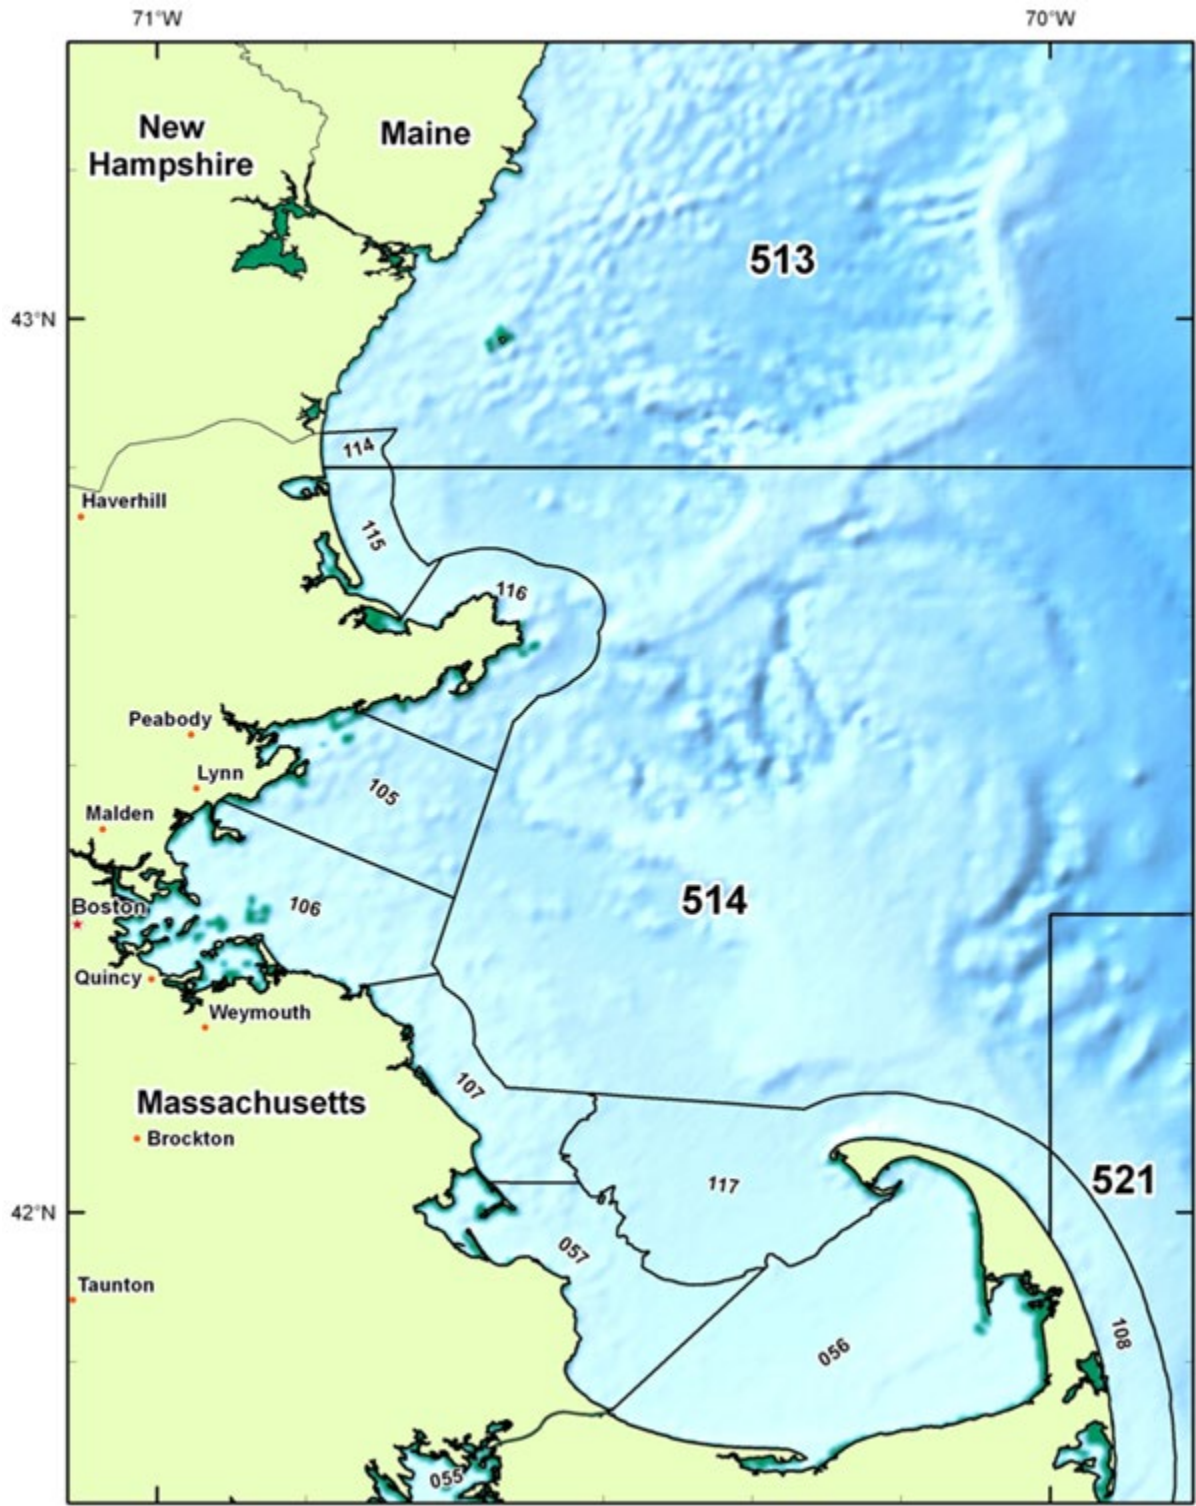 71°W
70°W
New
Hampshire
Maine
513
43°N
114
Haverhill
115
116
Peabody
Lynn
105
Malden
514
Boston
106
Quincy
Weymouth
107
Massachusetts
Brockton
521
117
42°N
057
Taunton
108
056
055